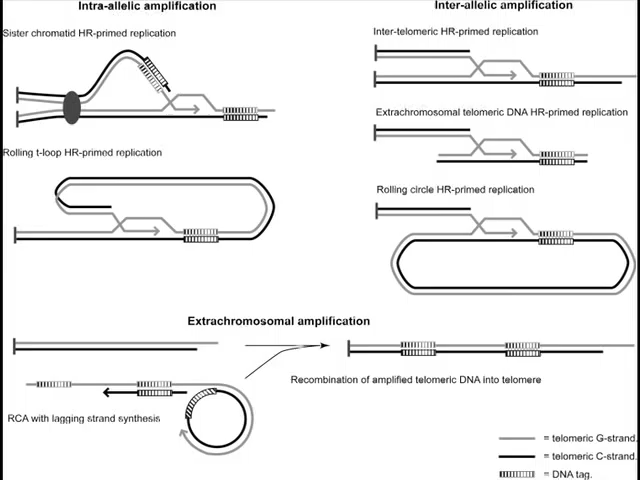 Intra-allelic amplification
Inter-allelic amplification
Sister chromatid HR-primed replication
Inter-telomeric HR-primed replication
Extrachromosomal telomeric DNA HR-primed replication
Rolling t-loop HR-primed replication
Rolling circle HR-primed replication
Extrachromosomal amplification
Recombination of amplified telomeric DNA into telomere
RCA with lagging strand synthesis
= telomeric G-strand.
= telomeric C-strand.
= DNA tag.